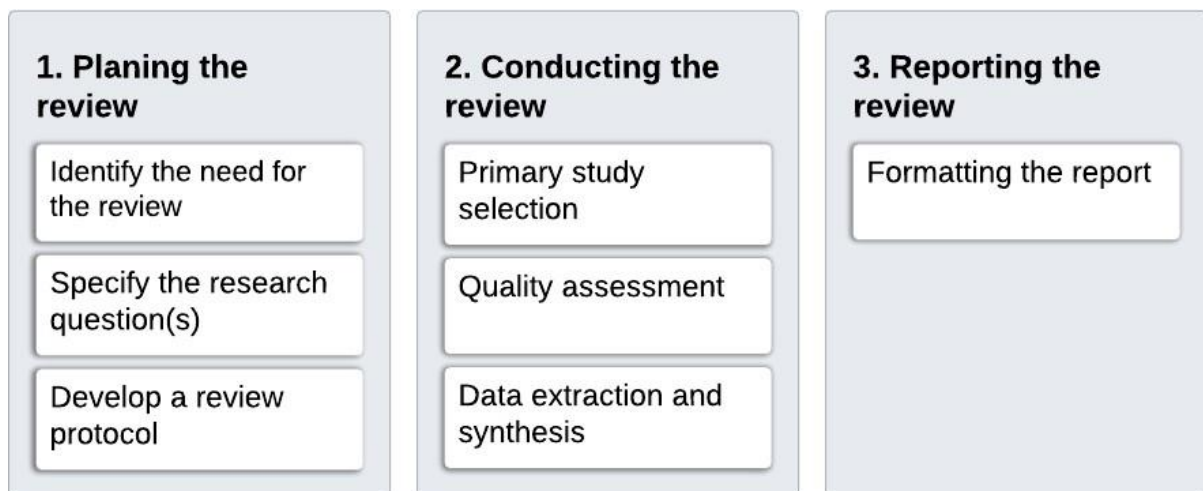 1. Planing the
review
Identify the need for
the review
Specify the research
question(s)
Develop a review
protocol
2. Conducting the
review
Primary study
selection
Quality assessment
Data extraction and
synthesis
3. Reporting the
review
Formatting the report